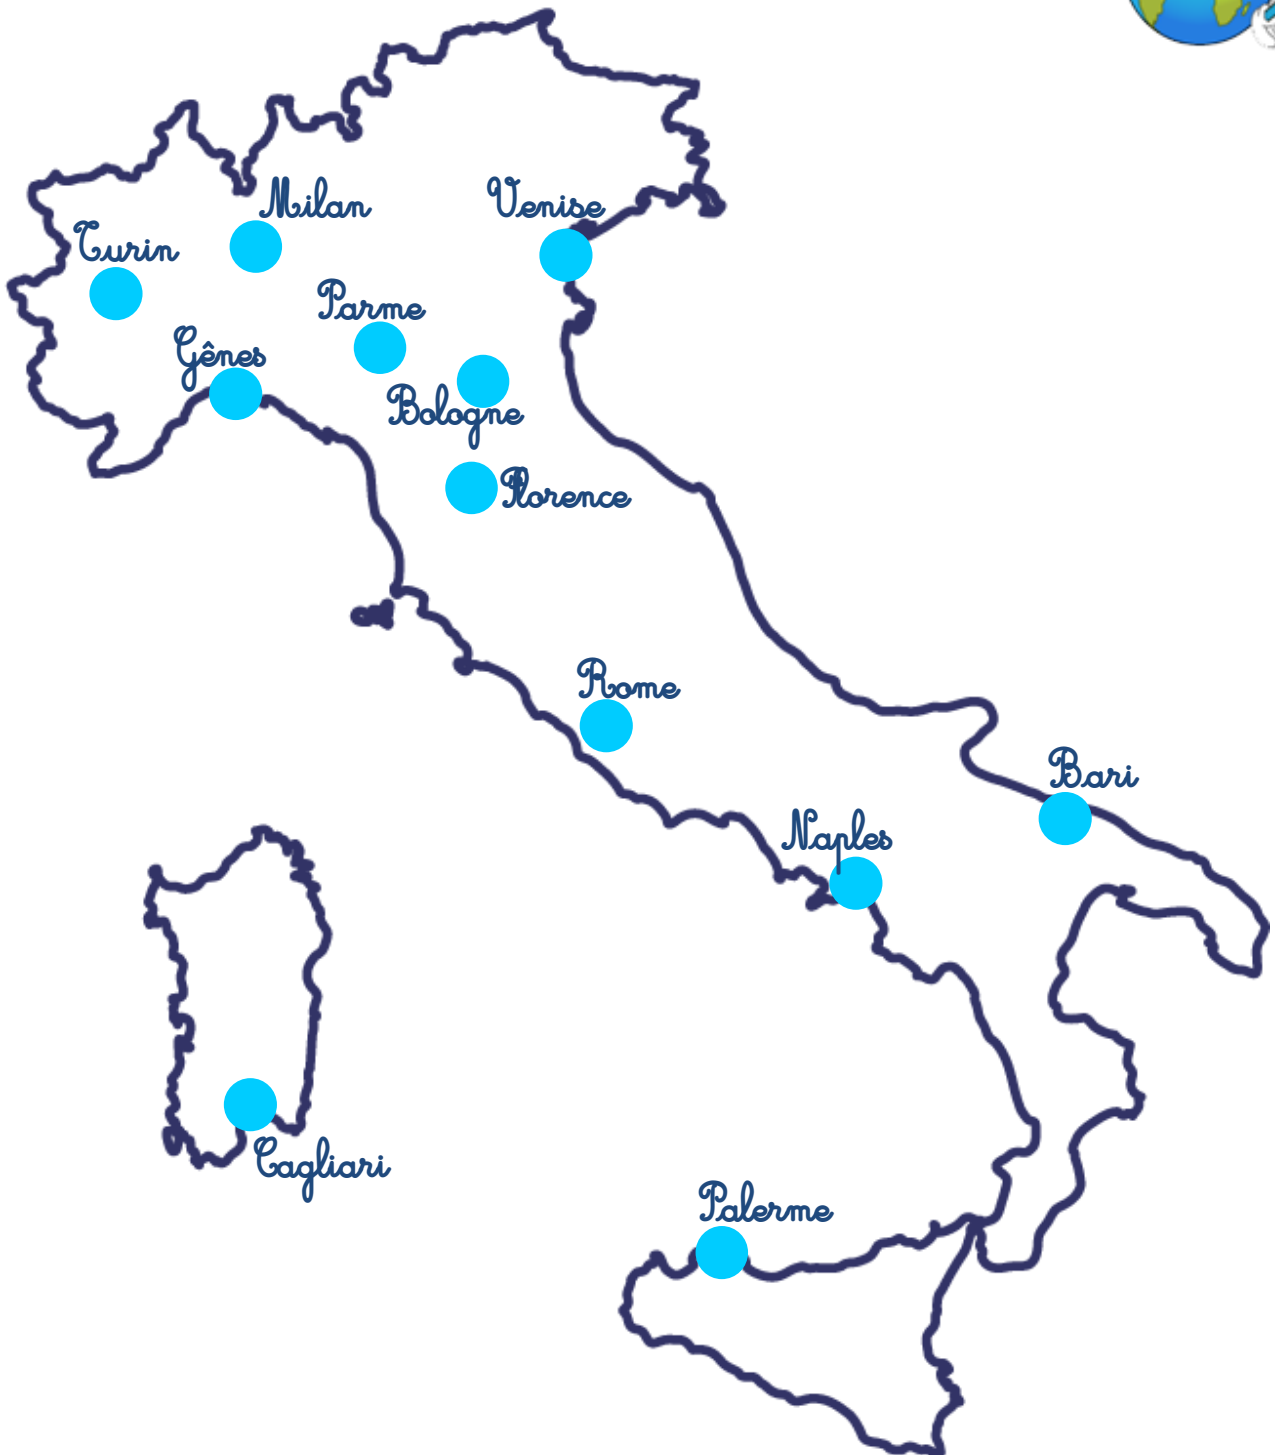 Milan
Venise
Turin
Parme
Gênes
Bologne
Florence
Rome
Bari
Naples
Cagliari
Palerme